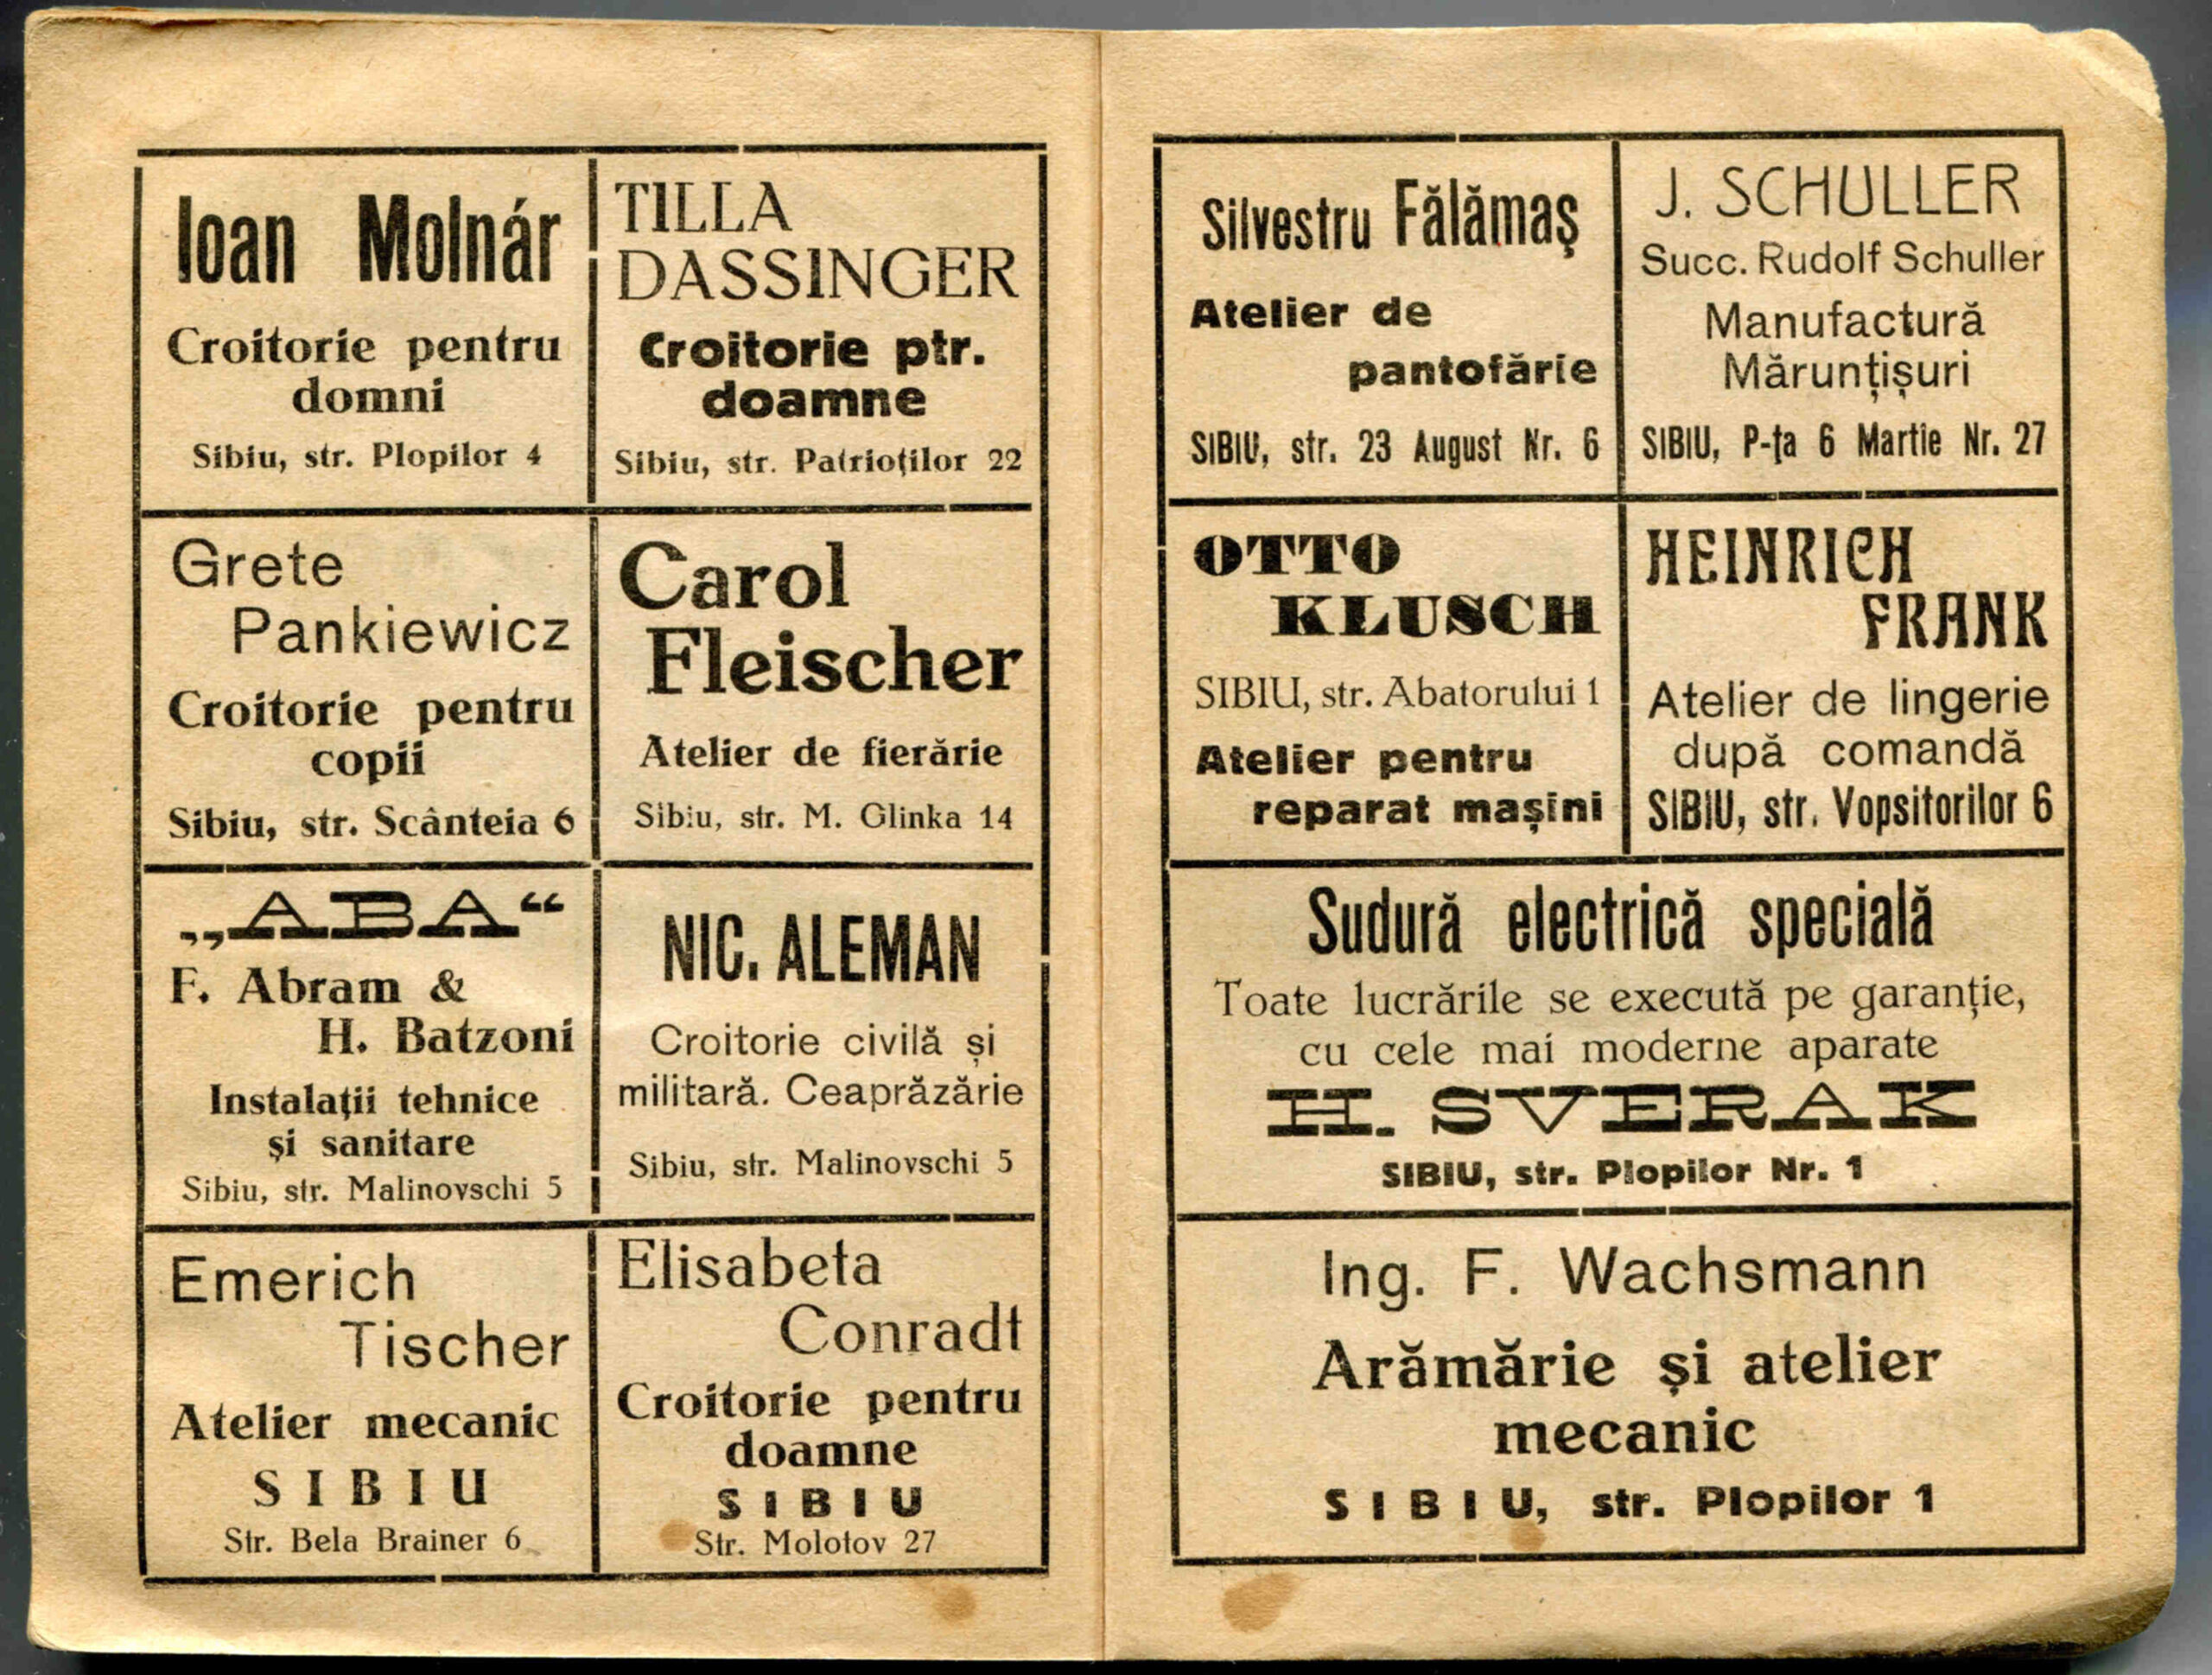 Ioan Molnár
Croitorie pentru
domni
Sibiu, str. Plopilor 4
TILLA
DASSINGER
Croitorie ptr.
doamne
Sibiu, str. Patrioților 22
Grete
Pankiewicz
Croitorie pentru
copii
Sibiu, str. Scânteia 6
Carol
Fleischer
Atelier de fierărie
Sibiu, str. M. Glinka 14
„ABA“
F. Abram &
H. Batzoni
Instalații tehnice
și sanitare
Sibiu, str. Malinovschi 5
NIC. ALEMAN
Croitorie civilă și
militară. Ceaprăzărie
Sibiu, str. Malinovschi 5
Emerich
Tischer
Atelier mecanic
SIBIU
Str. Bela Brainer 6
Elisabeta
Conradt
Croitorie pentru
doamne
SIBIU
Str. Molotov 27
Silvestru Fălămaș
Atelier de
pantofărie
SIBIU, str. 23 August Nr. 6
J. SCHULLER
Succ. Rudolf Schuller
Manufactură
Mărunțișuri
SIBIU, P-ța 6 Martie Nr. 27
OTTO
KLUSCH
SIBIU, str. Abatorului 1
Atelier pentru
reparat mașini
HEINRICH
FRANK
Atelier de lingerie
după comandă
SIBIU, str. Vopsitorilor 6
Sudură electrică specială
Toate lucrările se execută pe garanție,
cu cele mai moderne aparate
H. SVERAK
SIBIU, str. Plopilor Nr. 1
Ing. F. Wachsmann
Arămărie și atelier
mecanic
SIBIU, str. Plopilor 1